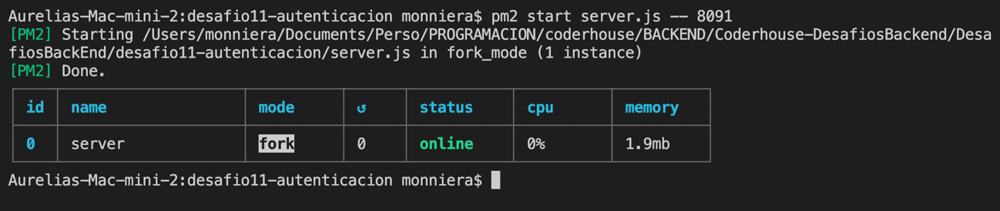 Aurelias-Mac-mini-2:desafio11-autenticacion monniera$ pm2 start server.js -- 8091
[PM2] Starting /Users/monniera/Documents/Perso/PROGRAMACION/coderhouse/BACKEND/Coderhouse-DesafiosBackend/Desa
fiosBackEnd/desafio11-autenticacion/server.js in fork_mode (1 instance)
[PM2] Done.
id name mode ↺ status cpu memory
0 server fork 0 online 0% 1.9mb
Aurelias-Mac-mini-2:desafio11-autenticacion monniera$